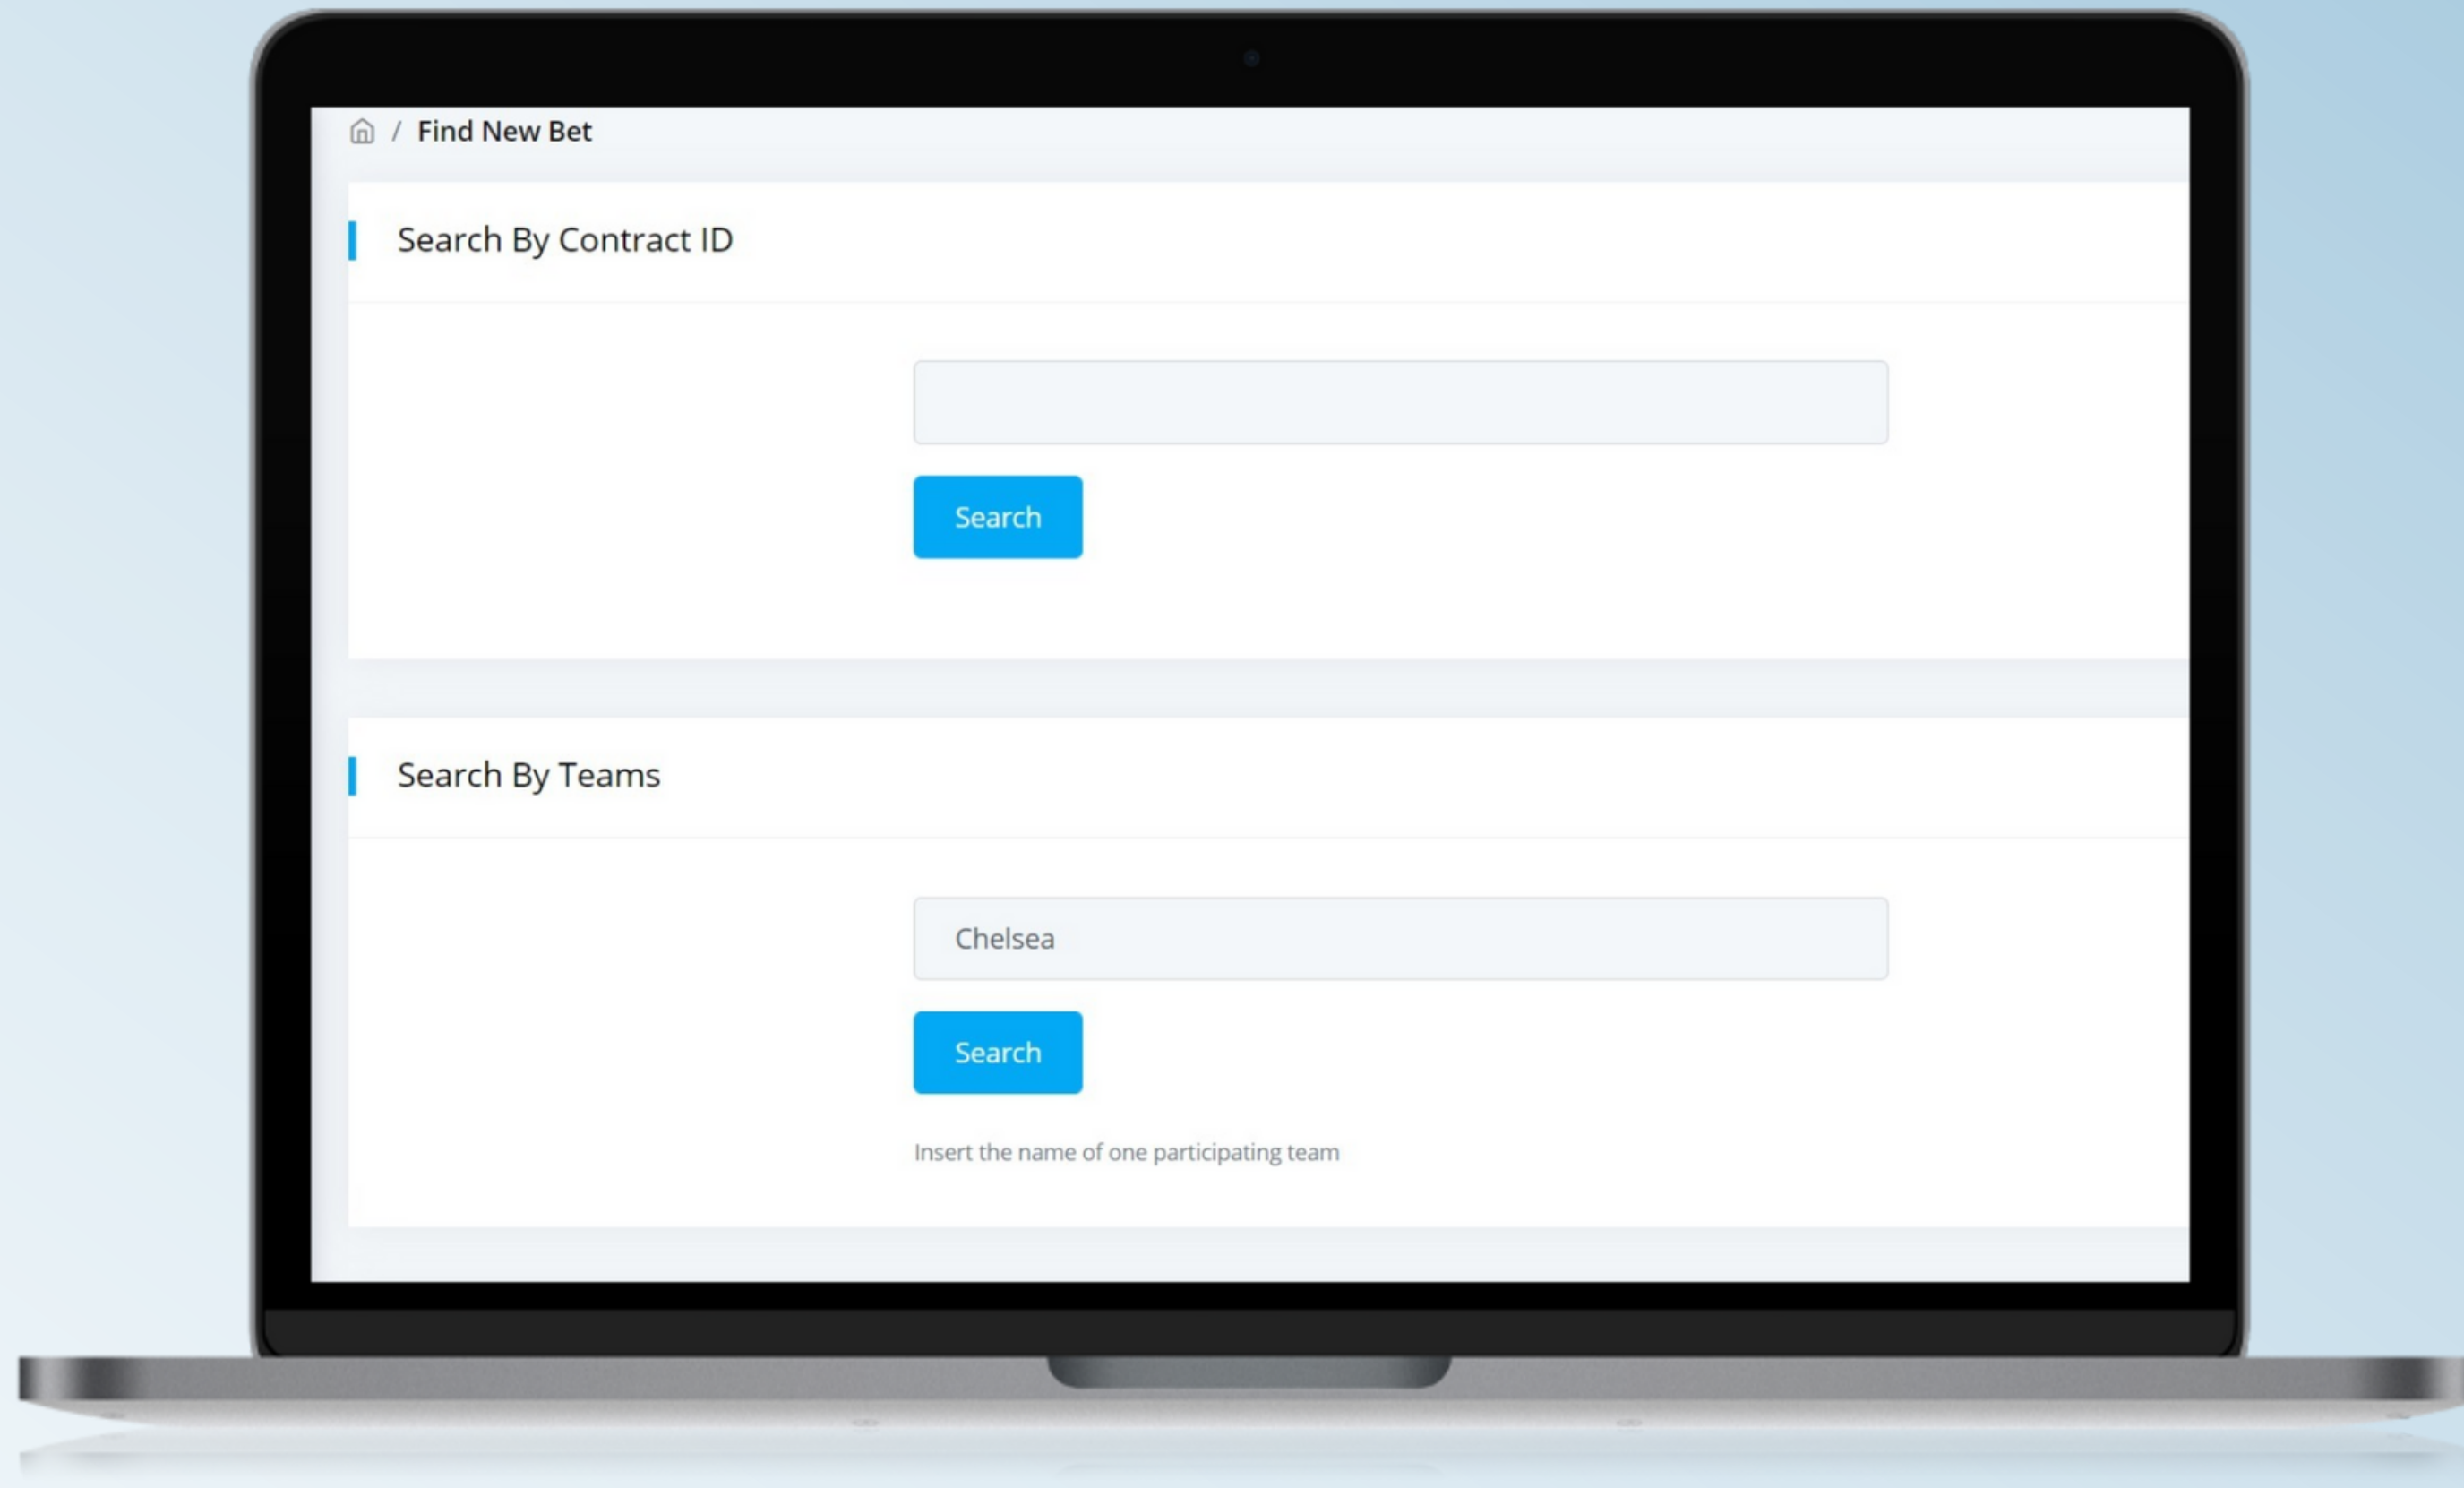 / Find New Bet
Search By Contract ID
Search
Search By Teams
Chelsea
Search
Insert the name of one participating team